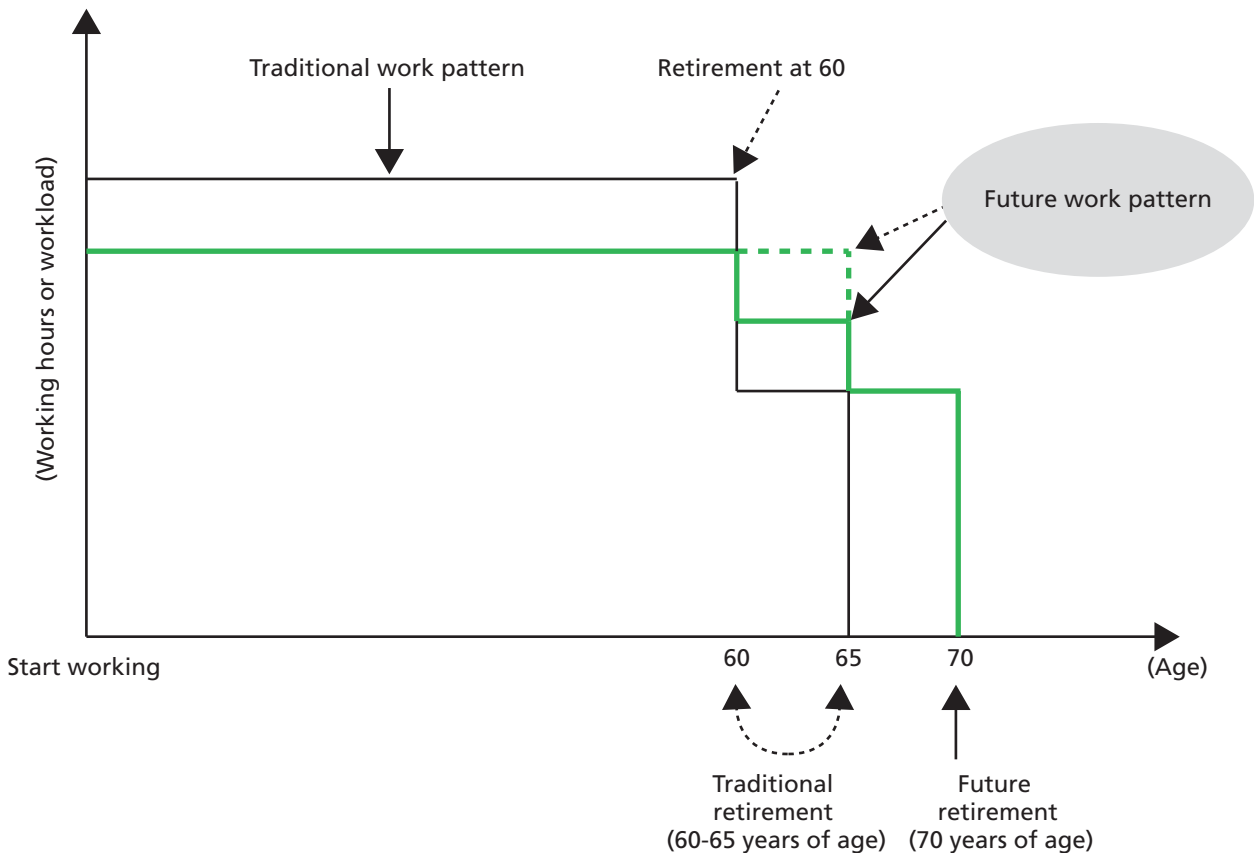 Traditional work pattern
Retirement at 60
Future work pattern
(Working hours or workload)
Start working
60
65
70
(Age)
Traditional
retirement
(60-65 years of age)
Future
retirement
(70 years of age)